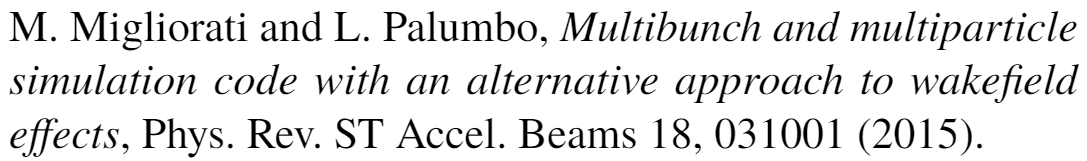 M. Migliorati and L. Palumbo, Multibunch and multiparticle
simulation code with an alternative approach to wakefield
effects, Phys. Rev. ST Accel. Beams 18, 031001 (2015).